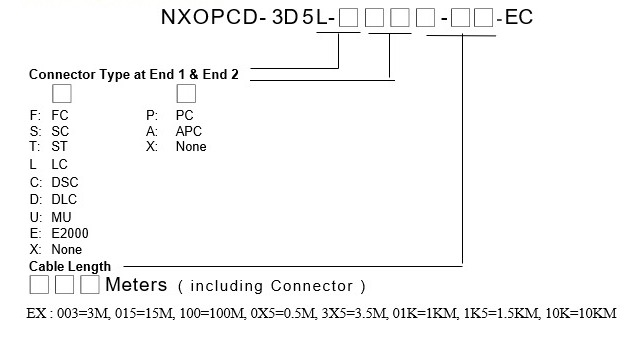 NXOPCD- 3D5L-□ □ □ □ -□ □ -EC
Connector Type at End 1 & End 2
□ □
F: FC P: PC
S: SC A: APC
T: ST X: None
L LC
C: DSC
D: DLC
U: MU
E: E2000
X: None
Cable Length
□ □ □ Meters ( including Connector )
EX : 003=3M, 015=15M, 100=100M, 0X5=0.5M, 3X5=3.5M, 01K=1KM, 1K5=1.5KM, 10K=10KM